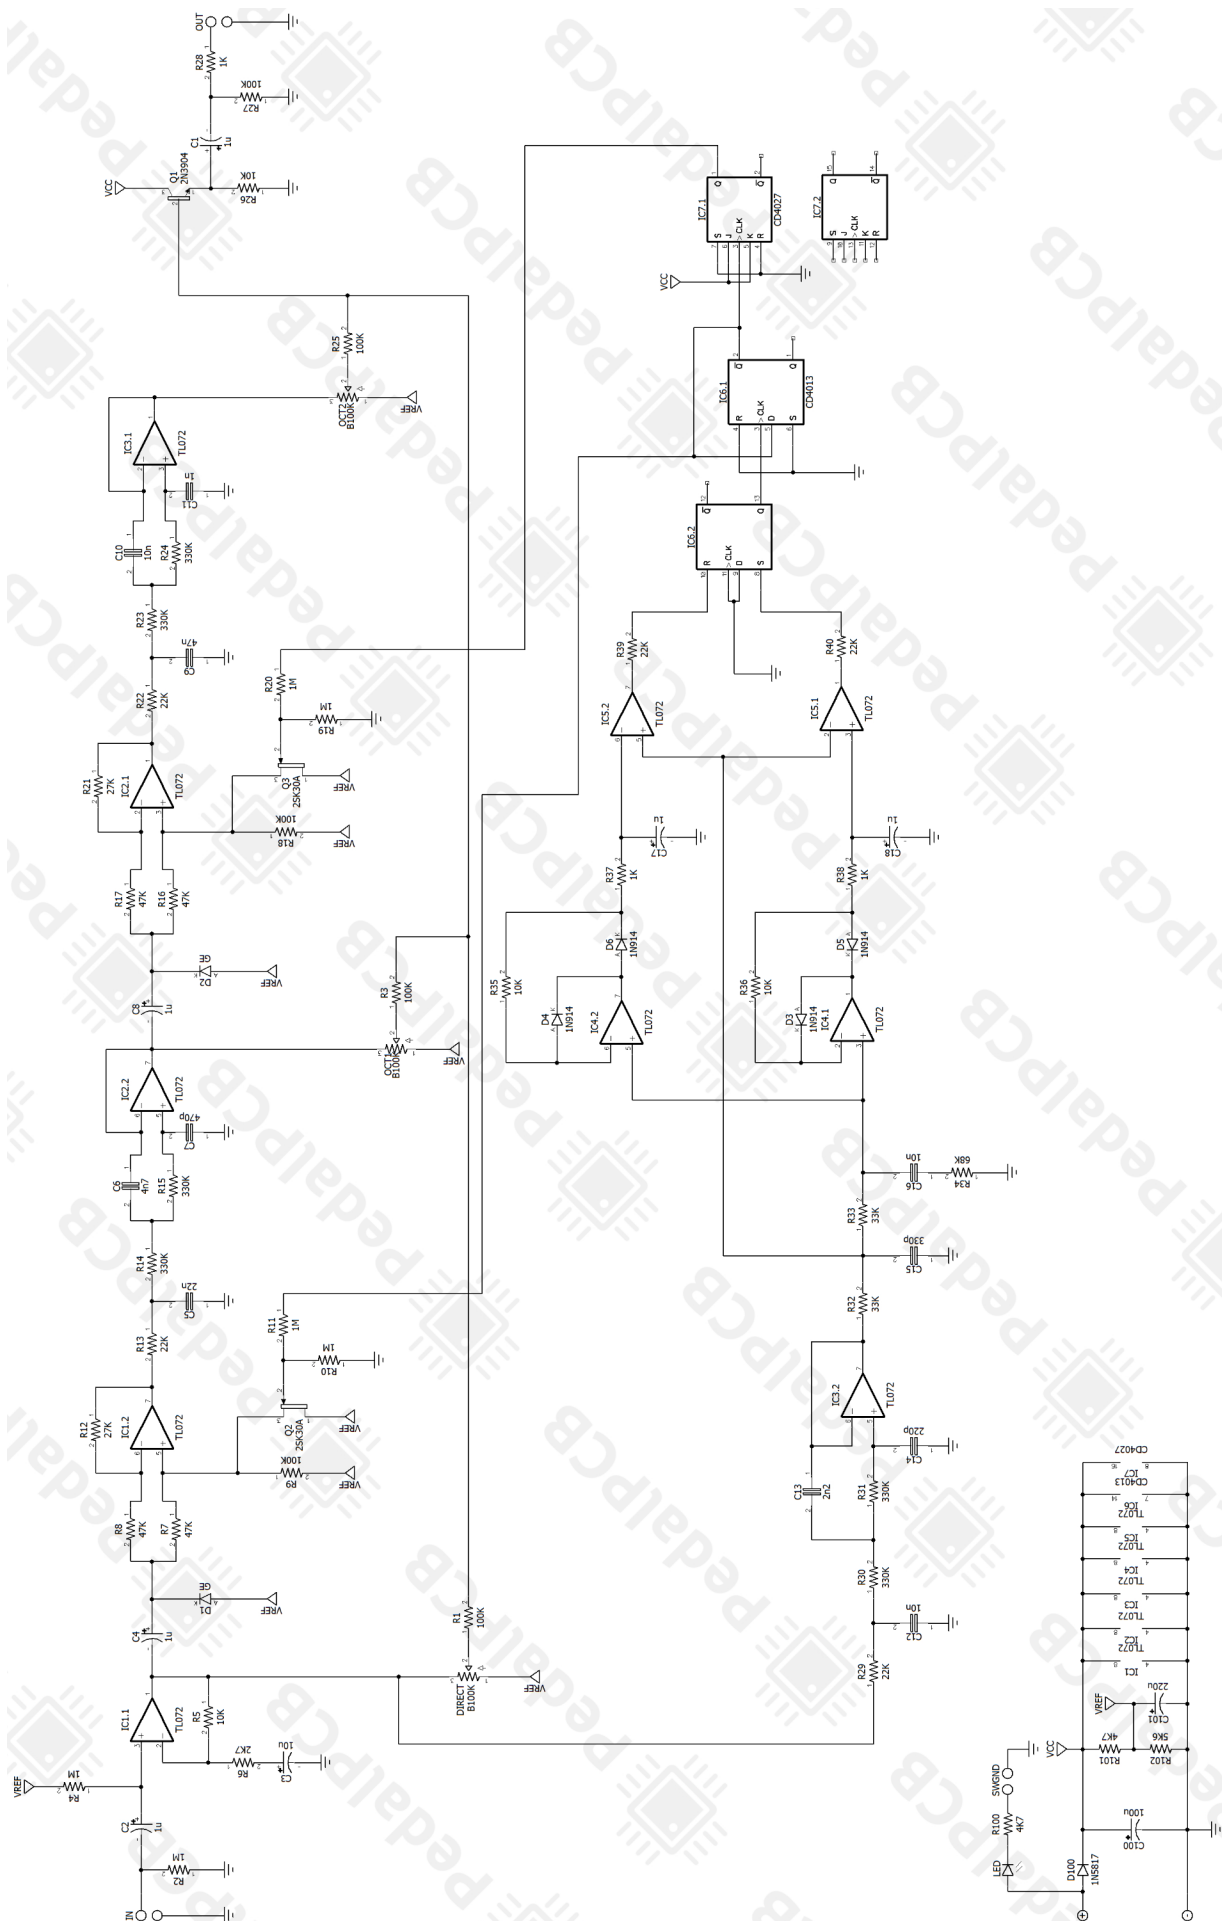 PedalPCB
IN
R2
1M
C2
1u
VREF
R4
1M
IC1.1
TL072
R5
10K
R6
2K7
C3
10u
C4
1u
D1
GE
VREF
R8
47K
R7
47K
R12
27K
IC1.2
TL072
R9
100K
VREF
Q2
2SK30A
VREF
R10
1M
R11
1M
R13
22K
C5
22n
R14
330K
C6
4n7
R15
330K
C7
470p
IC2.2
TL072
C8
1u
D2
GE
VREF
R17
47K
R16
47K
R21
27K
IC2.1
TL072
R18
100K
VREF
Q3
2SK30A
VREF
R19
1M
R20
1M
R22
22K
C9
47n
R23
330K
C10
10n
R24
330K
C11
1n
IC3.1
TL072
OCT2
B100K
VREF
R25
100K
VCC
Q1
2N3904
R26
10K
C1
1u
R27
100K
R28
1K
OUT
DIRECT
B100K
VREF
R1
100K
OCT1
B100K
VREF
R3
100K
R29
22K
C12
10n
R30
330K
C13
2n2
R31
330K
C14
220p
IC3.2
TL072
R32
33K
C15
330p
R33
33K
C16
10n
R34
68K
R35
10K
D4
1N914
IC4.2
TL072
D6
1N914
R37
1K
C17
1u
R36
10K
D3
1N914
IC4.1
TL072
D5
1N914
R38
1K
C18
1u
IC5.2
TL072
R39
22K
IC5.1
TL072
R40
22K
IC6.2
R
CLK
D
S
Q
Q
IC6.1
CD4013
R
CLK
D
S
Q
Q
VCC
IC7.1
CD4027
S
J
CLK
K
R
Q
Q
IC7.2
S
J
CLK
K
R
Q
Q
LED
R100
4K7
SWGND
D100
1N5817
C100
100u
VCC
R101
4K7
R102
5K6
VREF
C101
220u
IC1
TL072
IC2
TL072
IC3
TL072
IC4
TL072
IC5
TL072
IC6
CD4013
IC7
CD4027